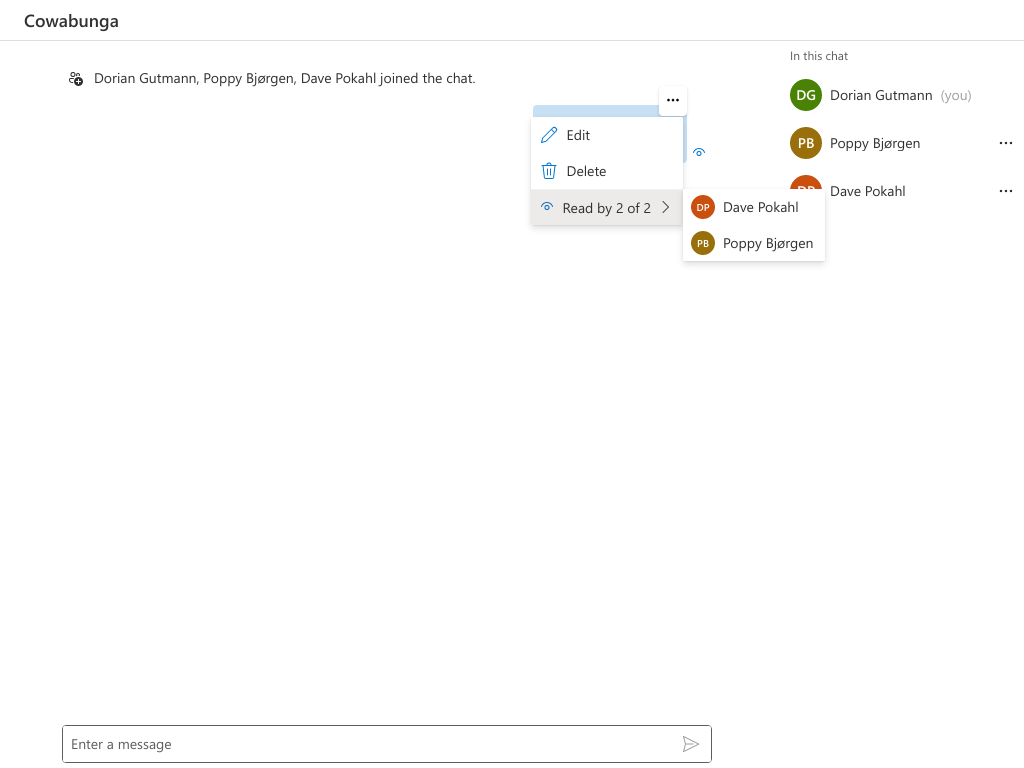 Cowabunga
In this chat
Dorian Gutmann, Poppy Bjørgen, Dave Pokahl joined the chat.
DG Dorian Gutmann (you)
Edit
PB Poppy Bjørgen
Delete
Dave Pokahl
Read by 2 of 2
DP Dave Pokahl
PB Poppy Bjørgen
Enter a message